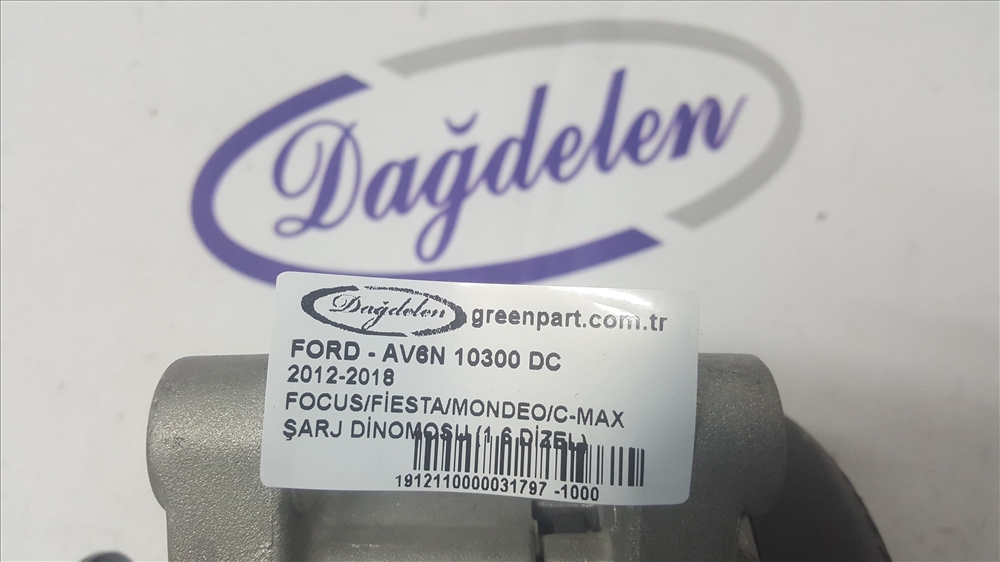 Dağdelen
Dağdelen greenpart.com.tr
FORD - AV6N 10300 DC
2012-2018
FOCUS/FİESTA/MONDEO/C-MAX
ŞARJ DİNOMOSU (1.6 DİZEL)
1912110000031797 -1000